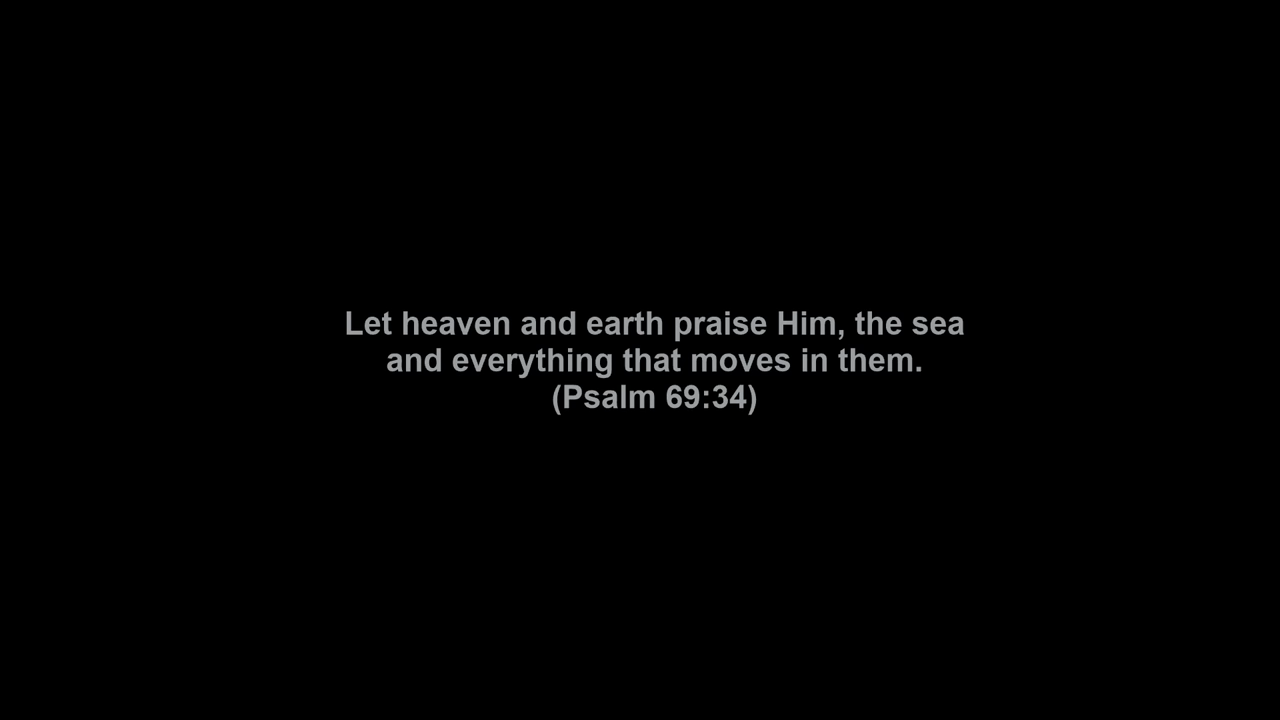 Let heaven and earth praise Him, the sea
and everything that moves in them.
(Psalm 69:34)